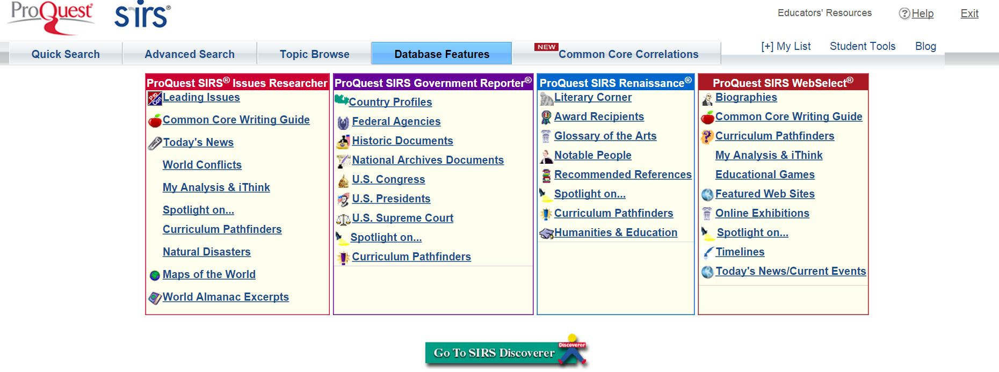 ProQuest
sirs®
Educators' Resources
Help
Exit
Quick Search
Advanced Search
Topic Browse
Database Features
NEW
Common Core Correlations
[+] My List
Student Tools
Blog
ProQuest SIRS® Issues Researcher
Pro
Con
Leading Issues
Common Core Writing Guide
Today's News
World Conflicts
My Analysis & iThink
Spotlight on...
Curriculum Pathfinders
Natural Disasters
Maps of the World
World Almanac Excerpts
ProQuest SIRS Government Reporter®
Country Profiles
Federal Agencies
Historic Documents
National Archives Documents
U.S. Congress
U.S. Presidents
U.S. Supreme Court
Spotlight on...
Curriculum Pathfinders
ProQuest SIRS Renaissance®
Literary Corner
Award Recipients
Glossary of the Arts
Notable People
Recommended References
Spotlight on...
Curriculum Pathfinders
Humanities & Education
ProQuest SIRS WebSelect®
Biographies
Common Core Writing Guide
Curriculum Pathfinders
My Analysis & iThink
Educational Games
Featured Web Sites
Online Exhibitions
Spotlight on...
Timelines
Today's News/Current Events
Go To SIRS Discoverer
Discoverer